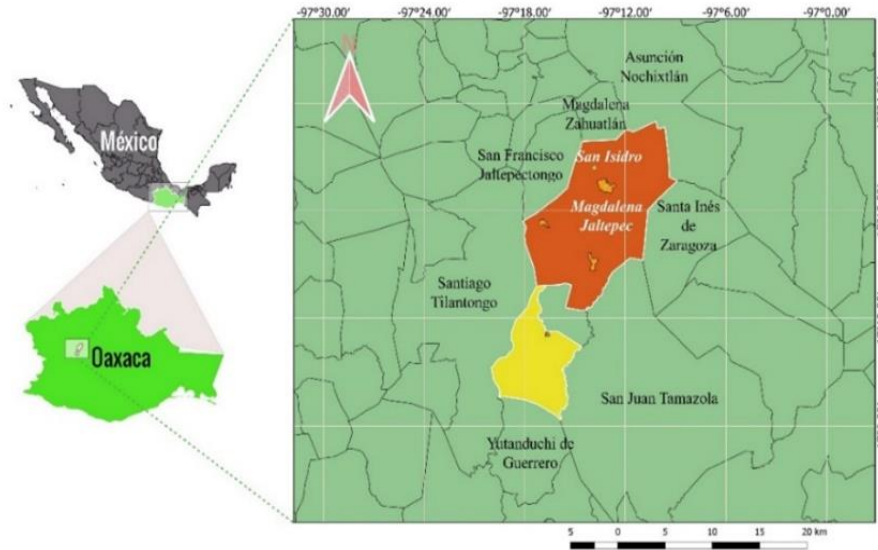 -97°30.00' -97°24.00' -97°18.00' -97°12.00' -97°6.00' -97°0.00'
N
México
Oaxaca
Asunción
Nochixtlán
Magdalena
Zahuatlán
San Francisco
Jaltepectongo
San Isidro
Magdalena
Jaltepec
Santa Inés
de
Zaragoza
Santiago
Tilantongo
San Juan Tamazola
Yutanduchi de
Guerrero
5 0 5 10 15 20 km